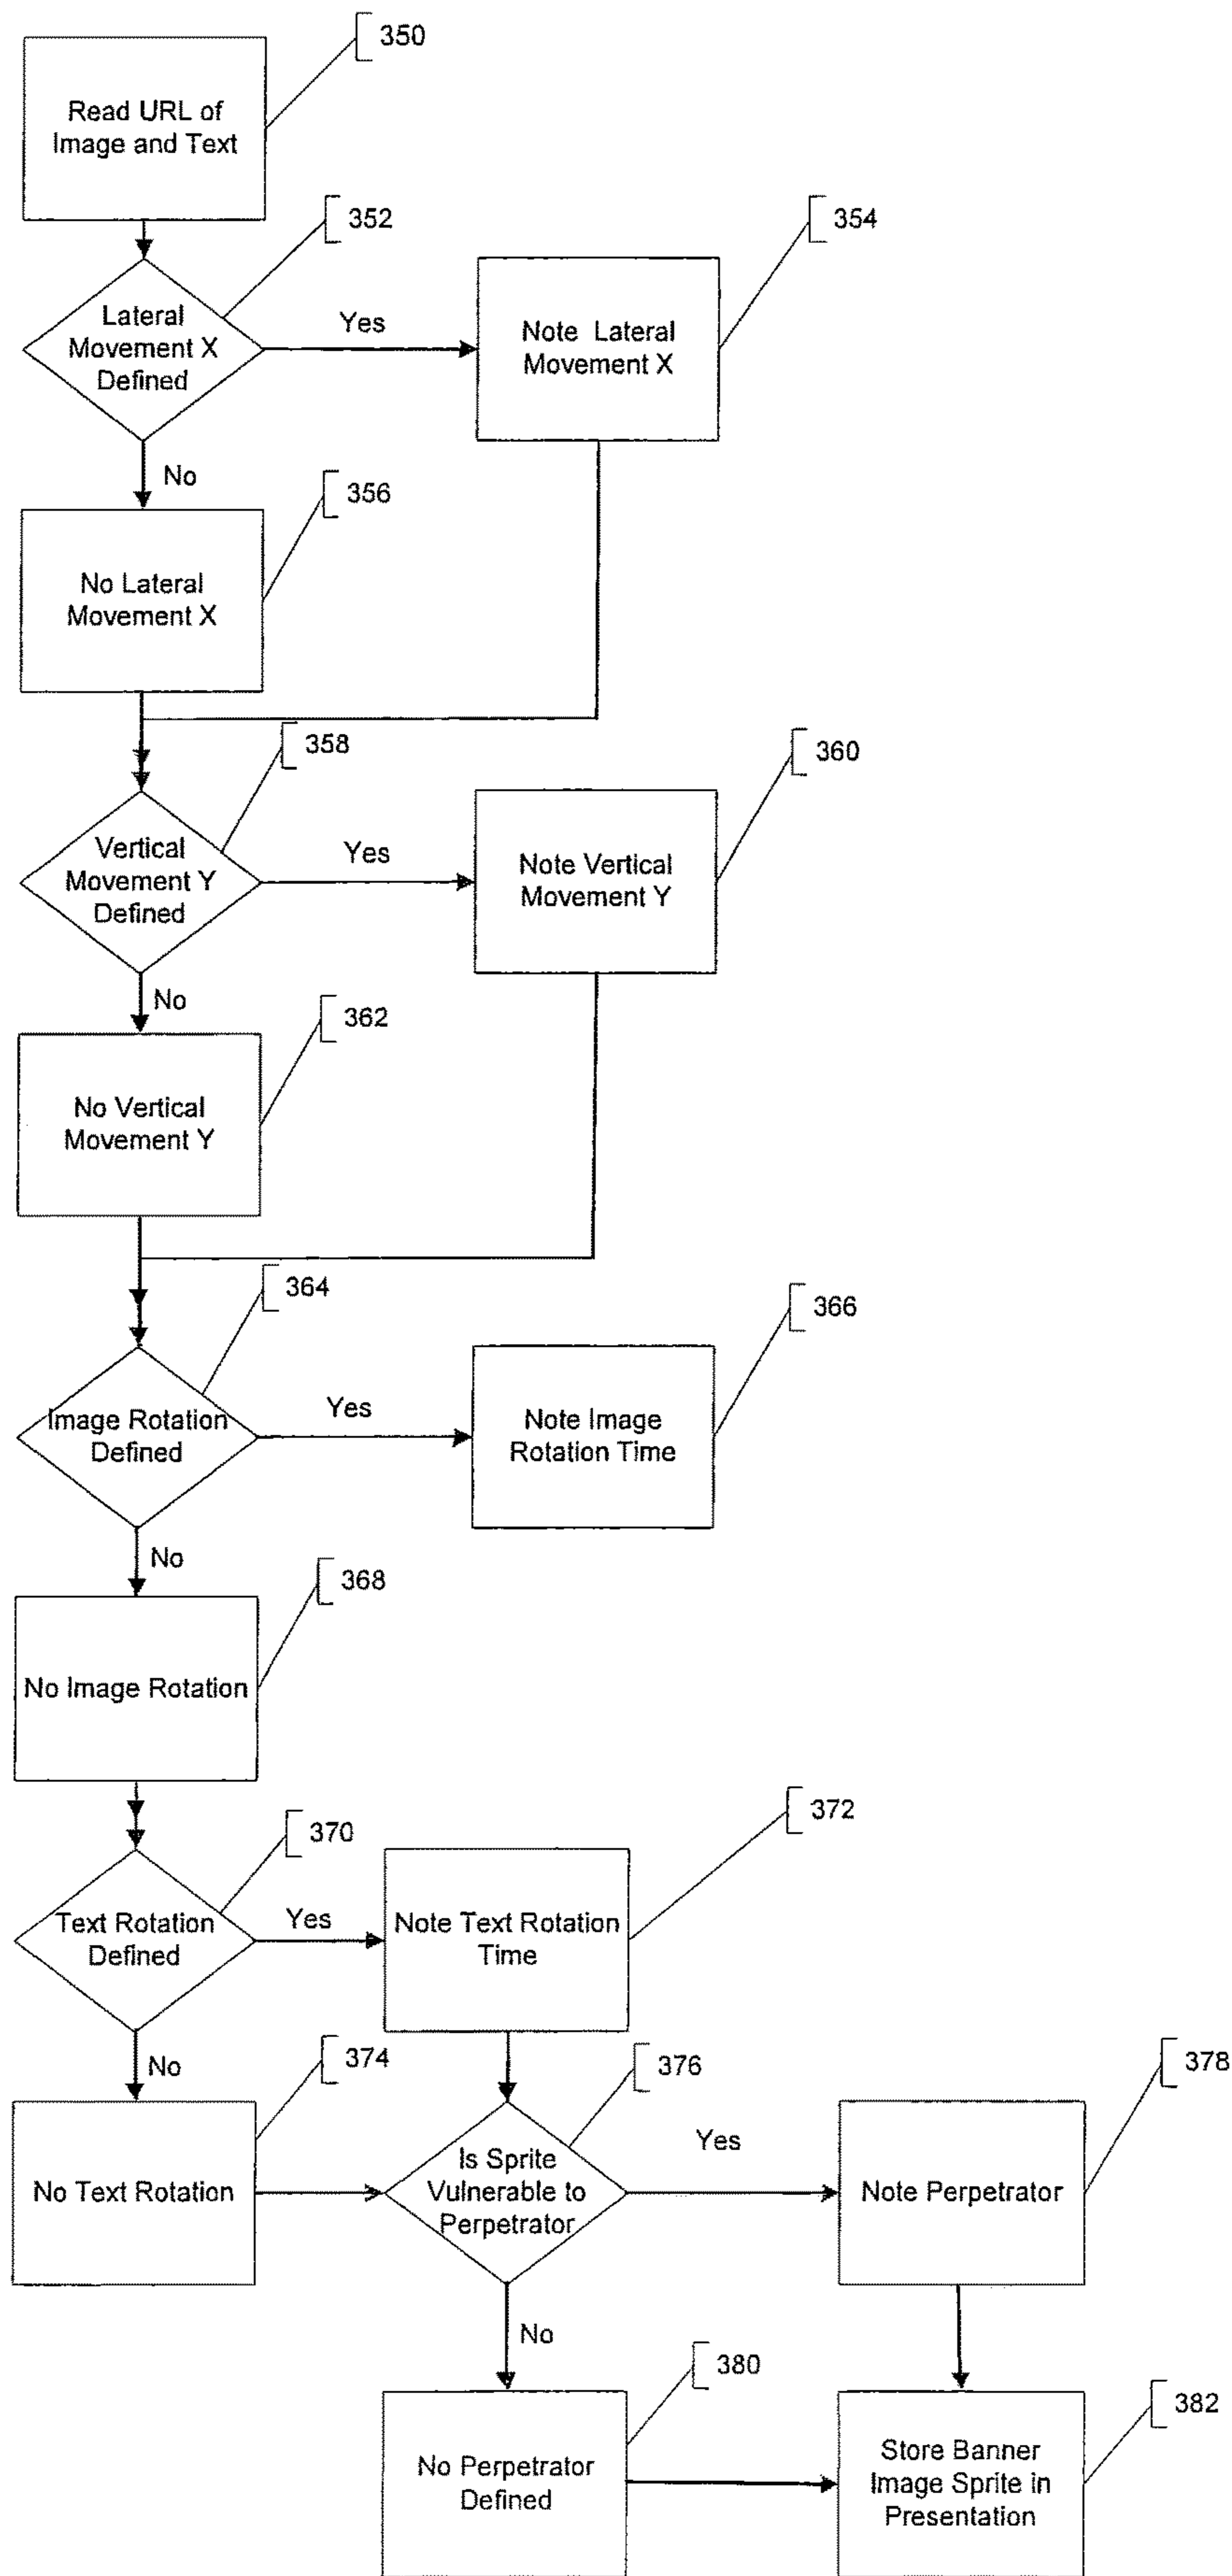 350
Read URL of
Image and Text
352
354
Lateral
Movement X
Defined
Yes
Note Lateral
Movement X
No
356
No Lateral
Movement X
358
360
Vertical
Movement Y
Defined
Yes
Note Vertical
Movement Y
No
362
No Vertical
Movement Y
364
366
Image Rotation
Defined
Yes
Note Image
Rotation Time
No
368
No Image Rotation
370
372
Text Rotation
Defined
Yes
Note Text Rotation
Time
No
374
376
378
No Text Rotation
Is Sprite
Vulnerable to
Perpetrator
Yes
Note Perpetrator
No
380
382
No Perpetrator
Defined
Store Banner
Image Sprite in
Presentation